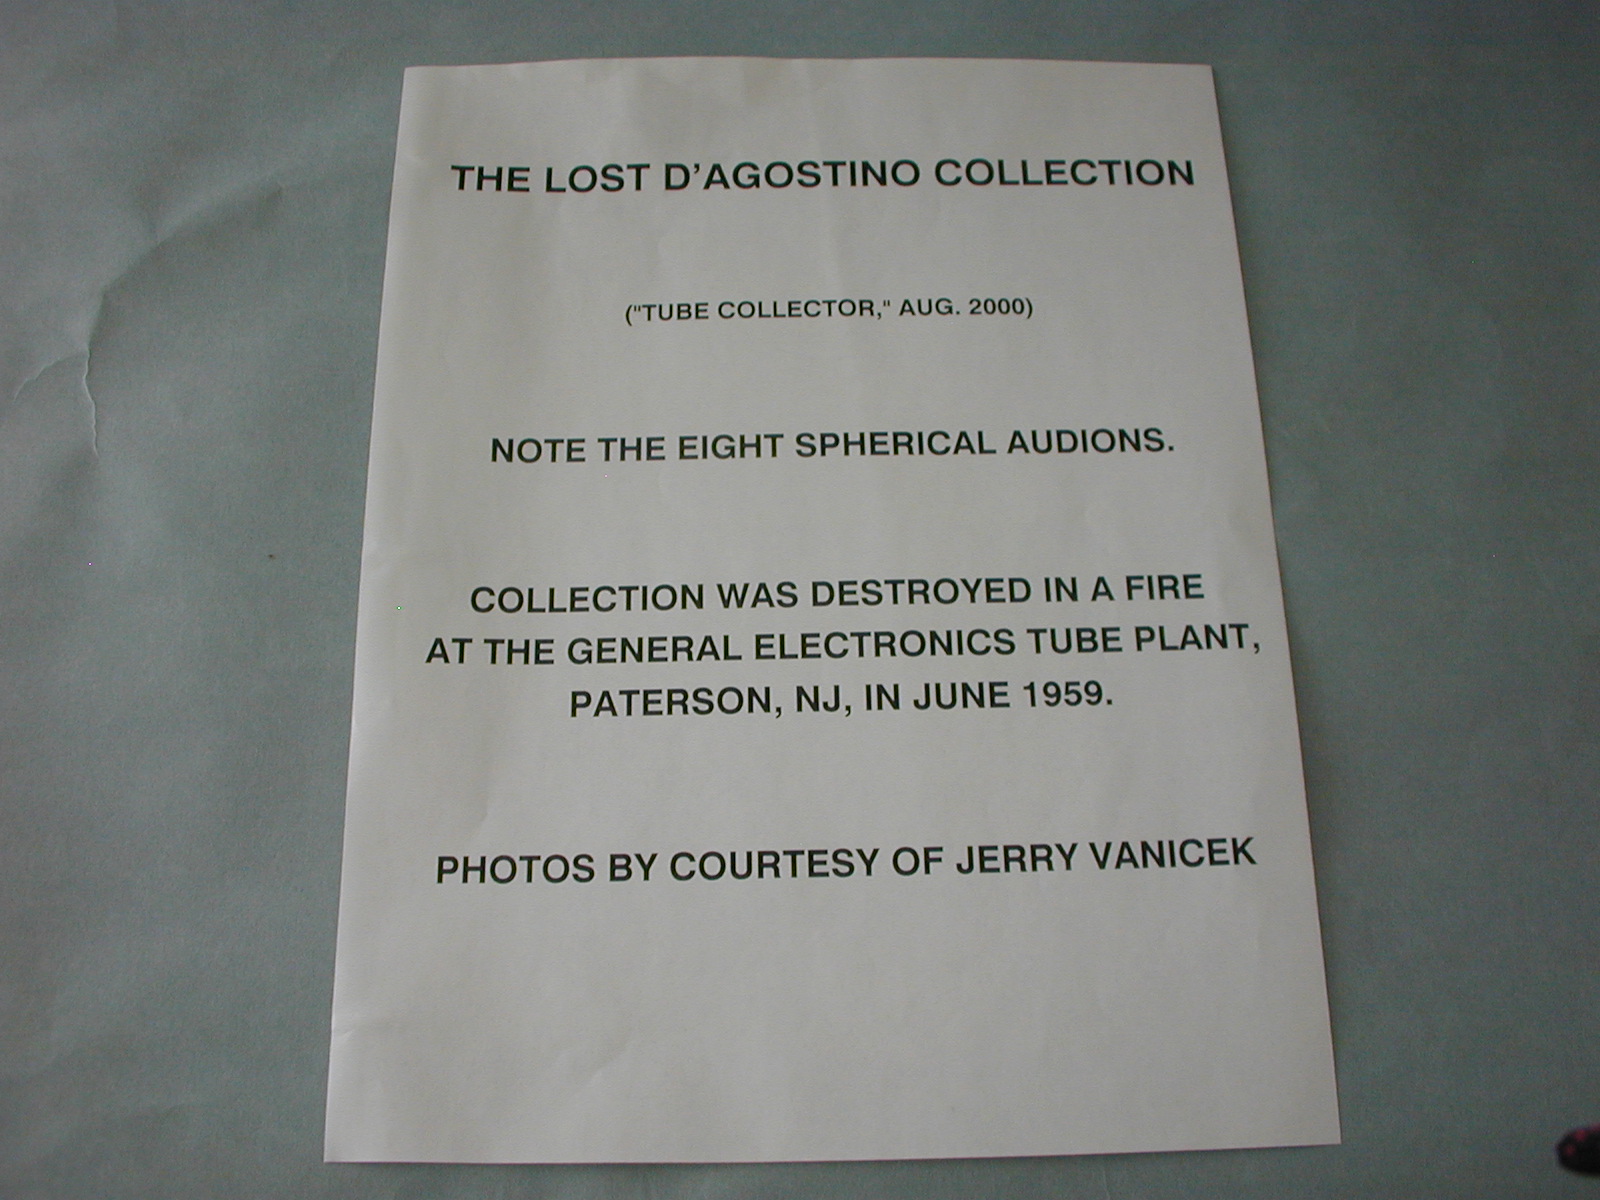 THE LOST D'AGOSTINO COLLECTION
("TUBE COLLECTOR," AUG. 2000)
NOTE THE EIGHT SPHERICAL AUDIONS.
COLLECTION WAS DESTROYED IN A FIRE
AT THE GENERAL ELECTRONICS TUBE PLANT,
PATERSON, NJ, IN JUNE 1959.
PHOTOS BY COURTESY OF JERRY VANICEK